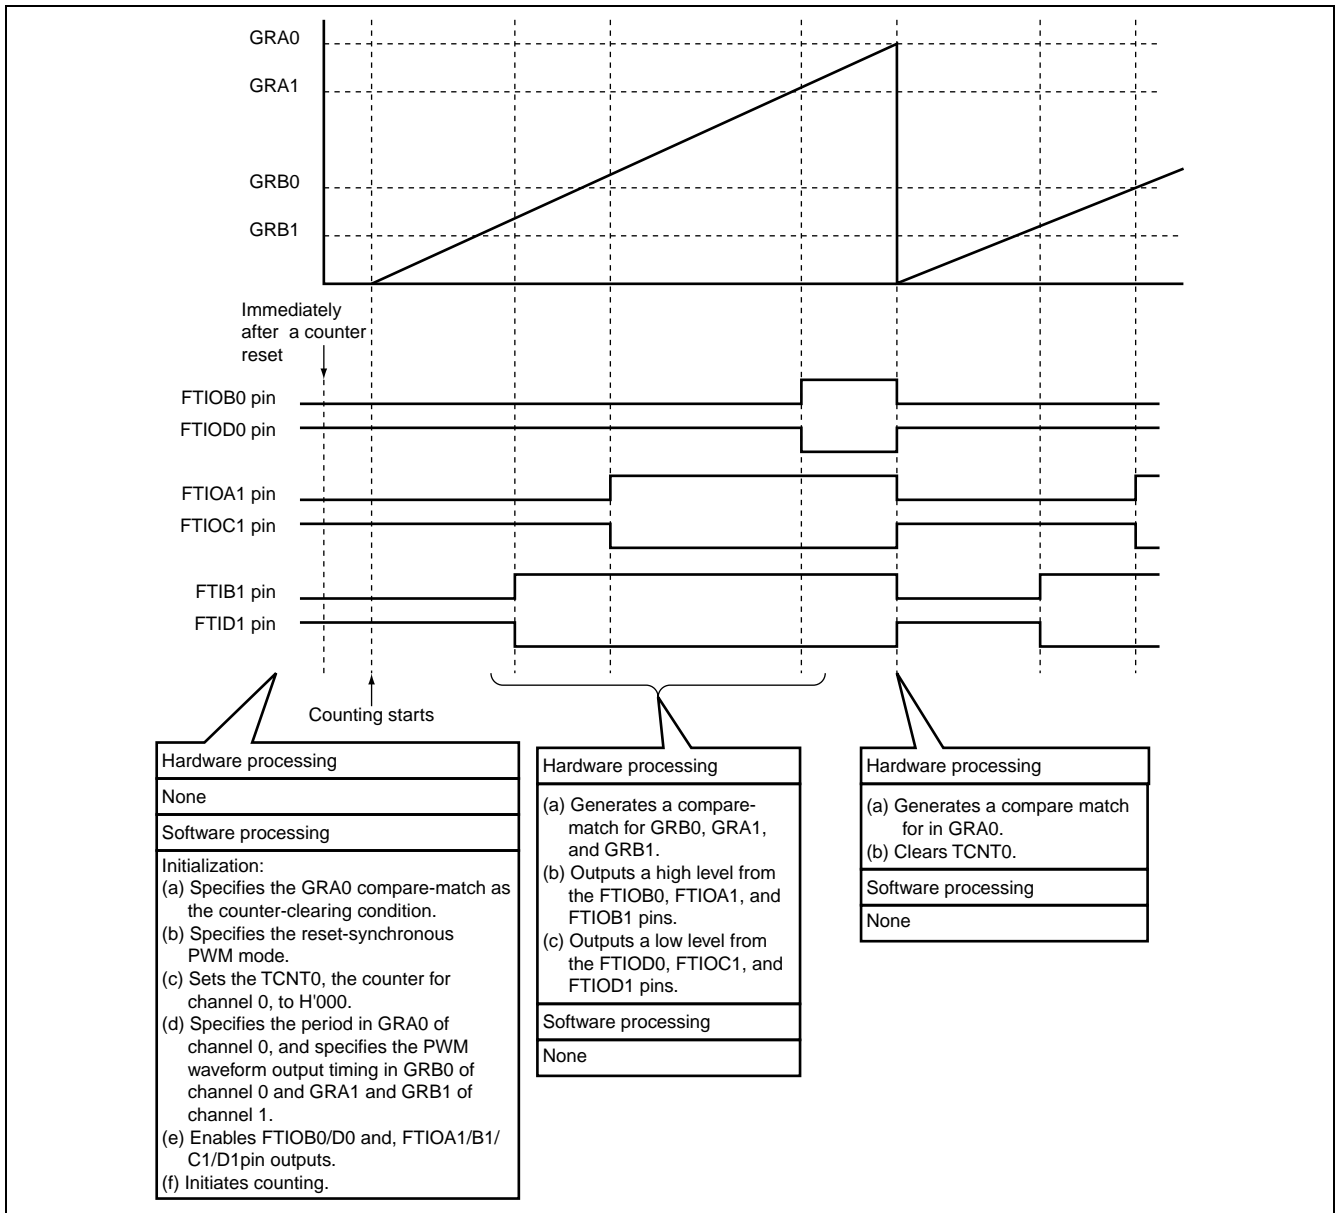 GRA0
GRA1
GRB0
GRB1
Immediately
after a counter
reset
FTIOB0 pin
FTIOD0 pin
FTIOA1 pin
FTIOC1 pin
FTIB1 pin
FTID1 pin
Counting starts
Hardware processing
None
Software processing
Initialization:
(a) Specifies the GRA0 compare-match as
the counter-clearing condition.
(b) Specifies the reset-synchronous
PWM mode.
(c) Sets the TCNT0, the counter for
channel 0, to H'000.
(d) Specifies the period in GRA0 of
channel 0, and specifies the PWM
waveform output timing in GRB0 of
channel 0 and GRA1 and GRB1 of
channel 1.
(e) Enables FTIOB0/D0 and, FTIOA1/B1/
C1/D1pin outputs.
(f) Initiates counting.
Hardware processing
(a) Generates a compare-
match for GRB0, GRA1,
and GRB1.
(b) Outputs a high level from
the FTIOB0, FTIOA1, and
FTIOB1 pins.
(c) Outputs a low level from
the FTIOD0, FTIOC1, and
FTIOD1 pins.
Software processing
None
Hardware processing
(a) Generates a compare match
for in GRA0.
(b) Clears TCNT0.
Software processing
None